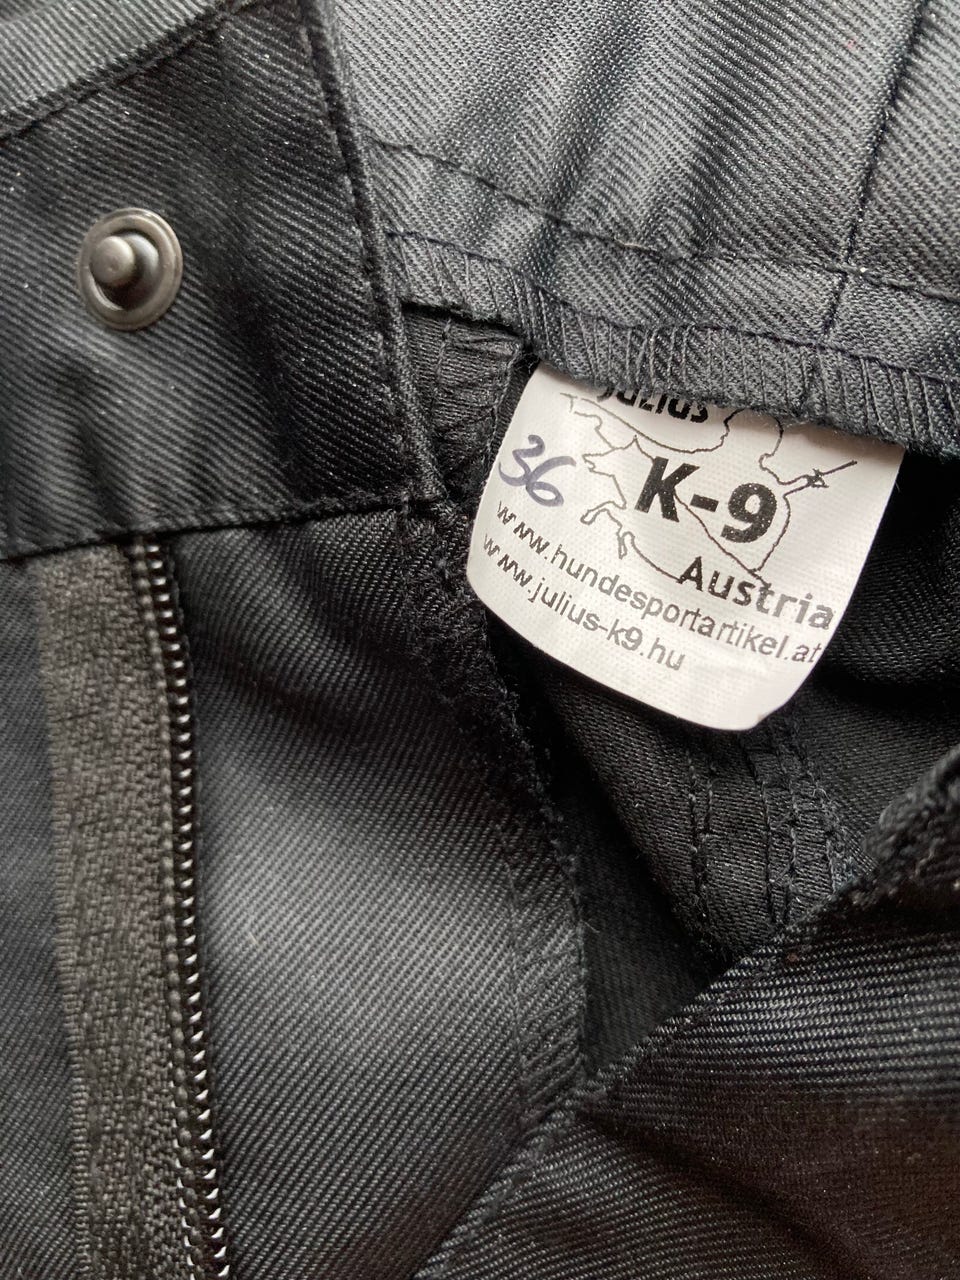 Julius
36
K-9
Austria
www.hundesportartikel.at
www.julius-k9.hu